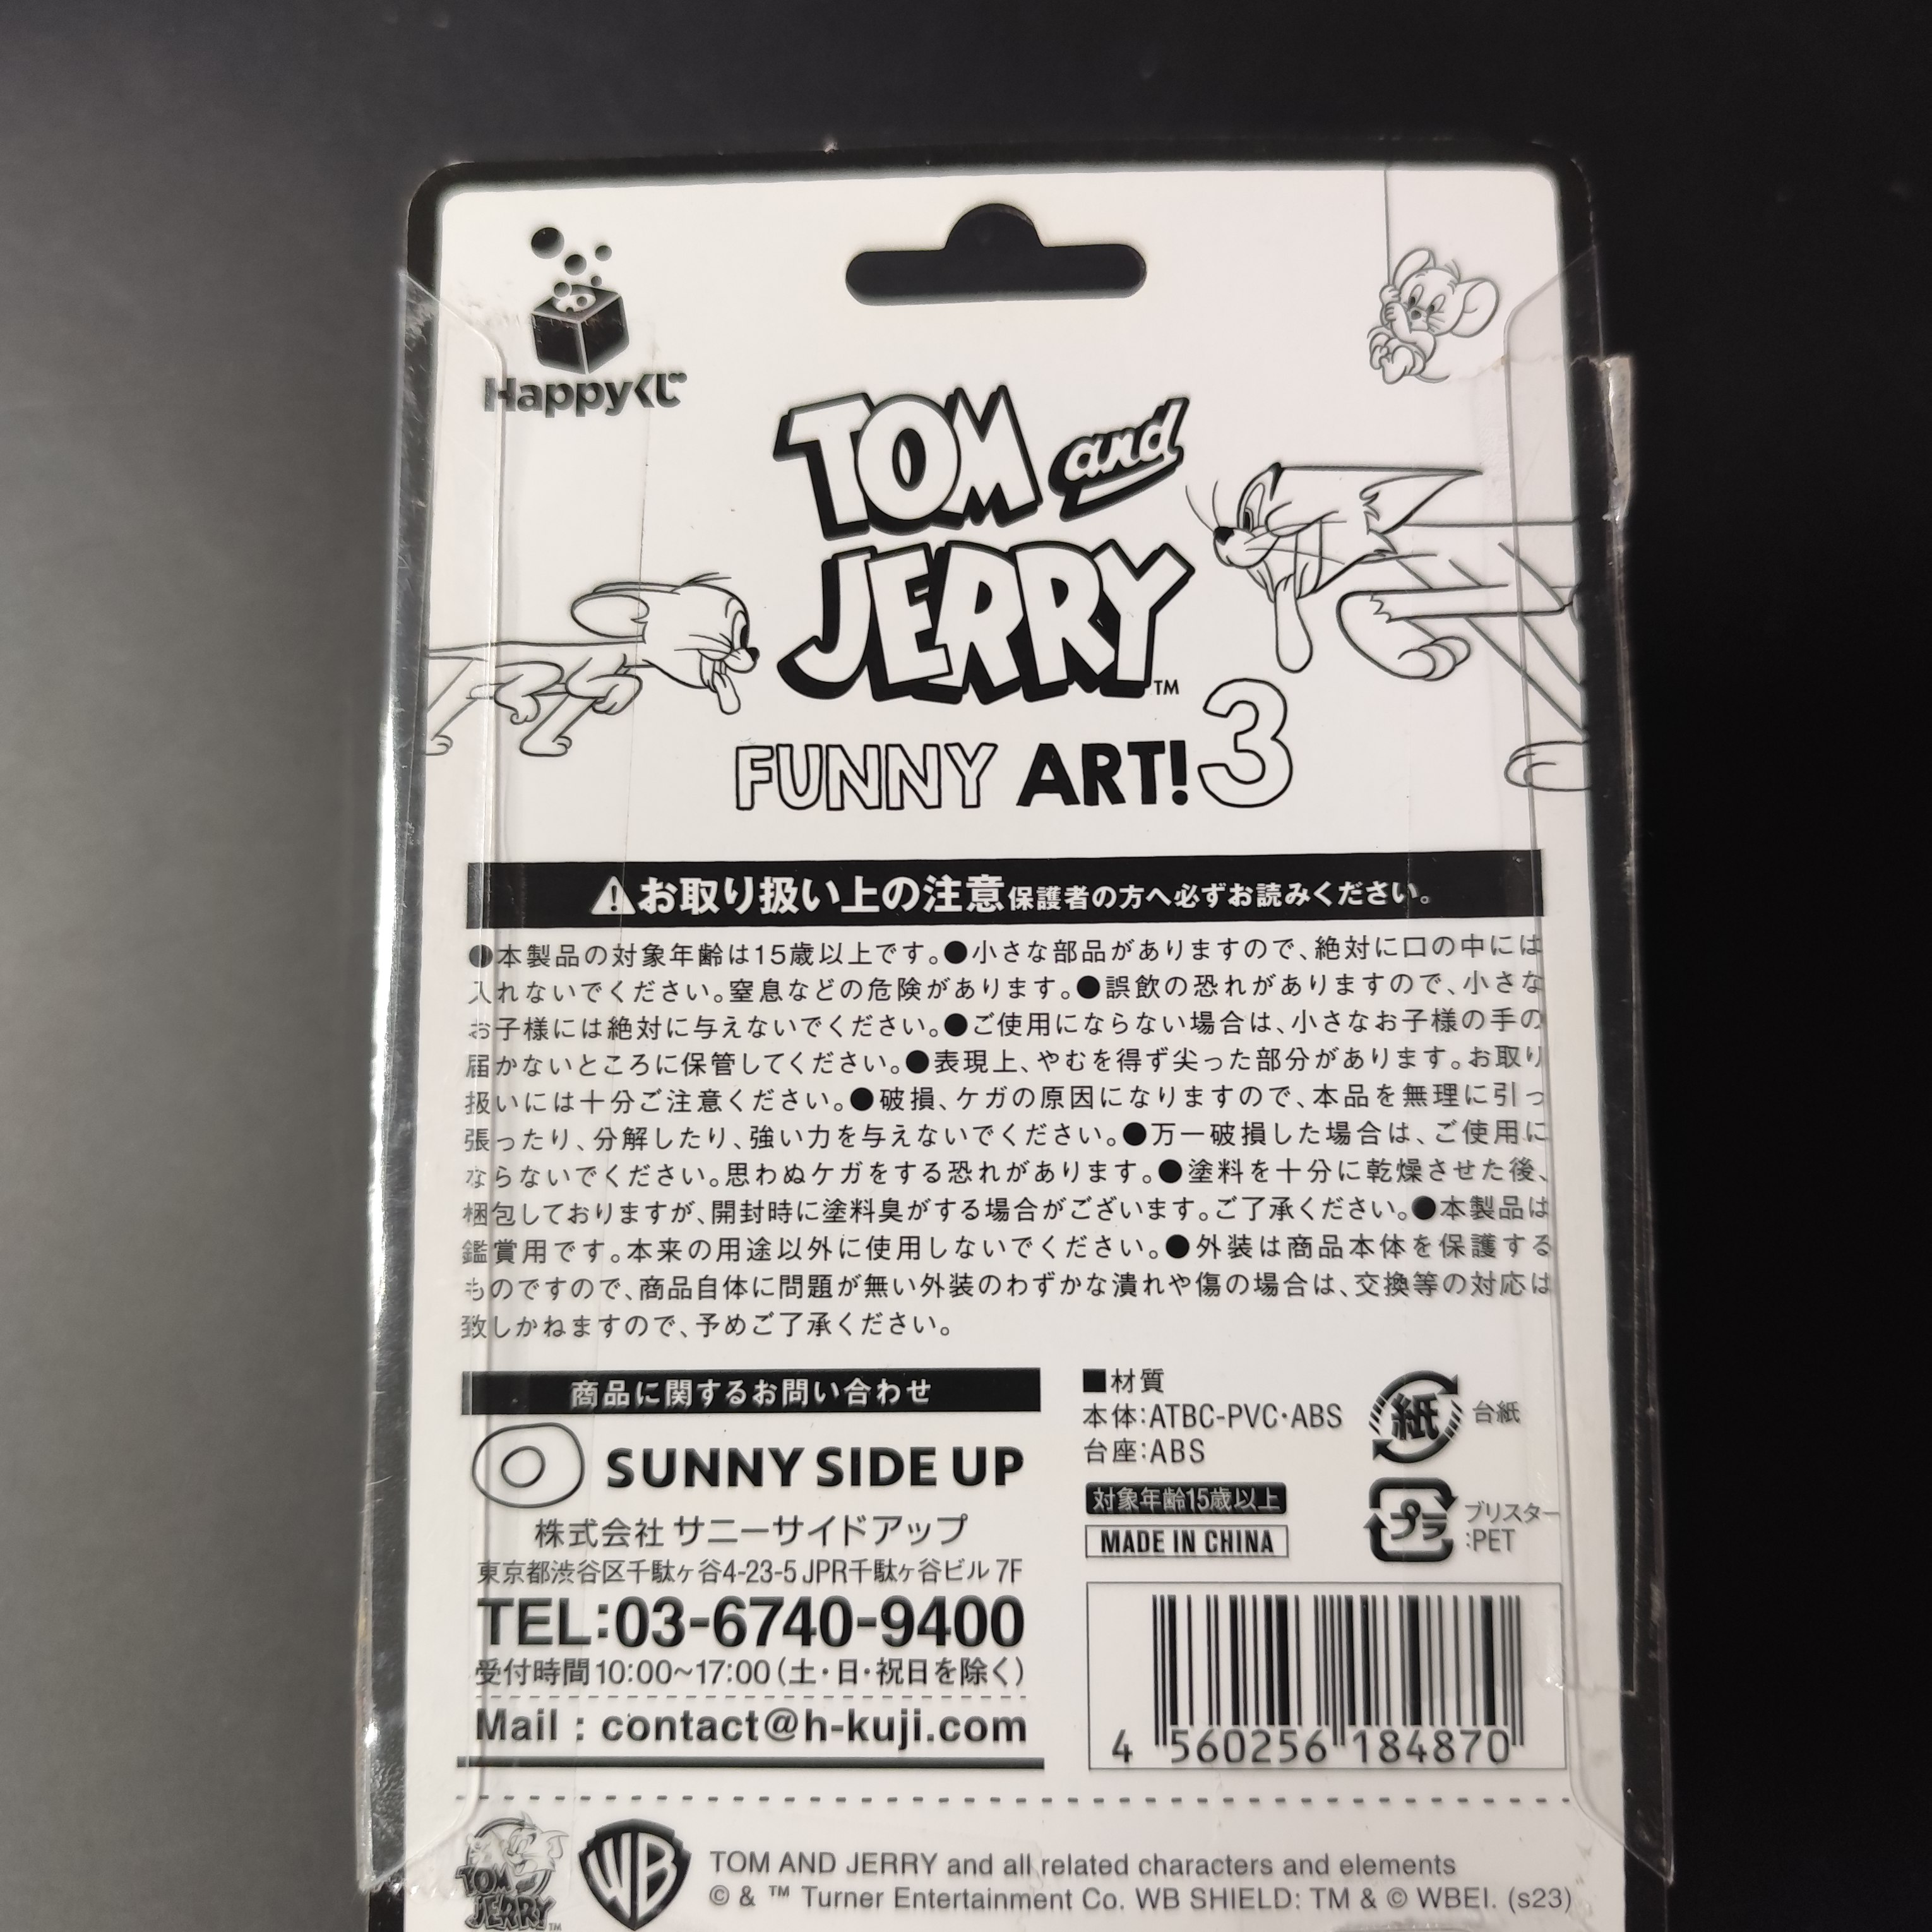 Happyくじ
TOM and
JERRY™
FUNNY ART!3
お取り扱い上の注意 保護者の方へ必ずお読みください。
●本製品の対象年齢は15歳以上です。●小さな部品がありますので、絶対に口の中には
入れないでください。窒息などの危険があります。●誤飲の恐れがありますので、小さな
お子様には絶対に与えないでください。●ご使用にならない場合は、小さなお子様の手の
届かないところに保管してください。●表現上、やむを得ず尖った部分があります。お取り
扱いには十分ご注意ください。●破損、ケガの原因になりますので、本品を無理に引っ
張ったり、分解したり、強い力を与えないでください。●万一破損した場合は、ご使用に
ならないでください。思わぬケガをする恐れがあります。●塗料を十分に乾燥させた後、
梱包しておりますが、開封時に塗料臭がする場合がございます。ご了承ください。●本製品は
鑑賞用です。本来の用途以外に使用しないでください。●外装は商品本体を保護する
ものですので、商品自体に問題が無い外装のわずかな潰れや傷の場合は、交換等の対応は
致しかねますので、予めご了承ください。
商品に関するお問い合わせ
SUNNY SIDE UP
株式会社 サニーサイドアップ
東京都渋谷区千駄ヶ谷4-23-5 JPR千駄ヶ谷ビル 7F
TEL:03-6740-9400
受付時間10:00~17:00(土・日・祝日を除く)
Mail : contact@h-kuji.com
■材質
本体:ATBC-PVC・ABS
台座:ABS
対象年齢15歳以上
MADE IN CHINA
紙 台紙
プラ ブリスター
:PET
4 560256 184870
TOM and
JERRY™
WB
TOM AND JERRY and all related characters and elements
© & ™ Turner Entertainment Co. WB SHIELD: TM & © WBEI. (s23)